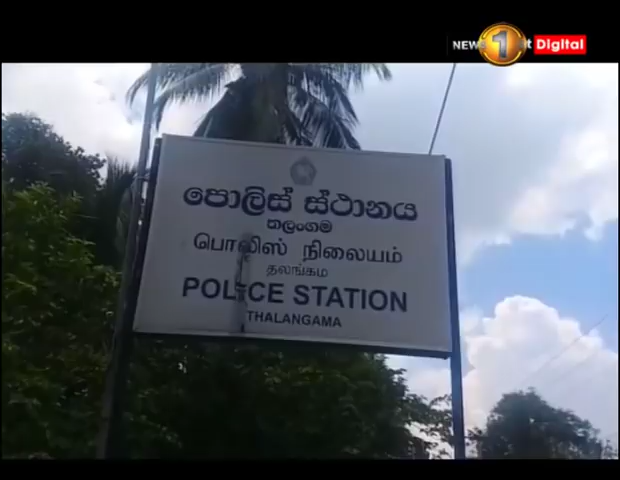 NEWS 1st Digital
පොලිස් ස්ථානය
තලංගම
பொலிஸ் நிலையம்
தலங்கம
POLICE STATION
THALANGAMA